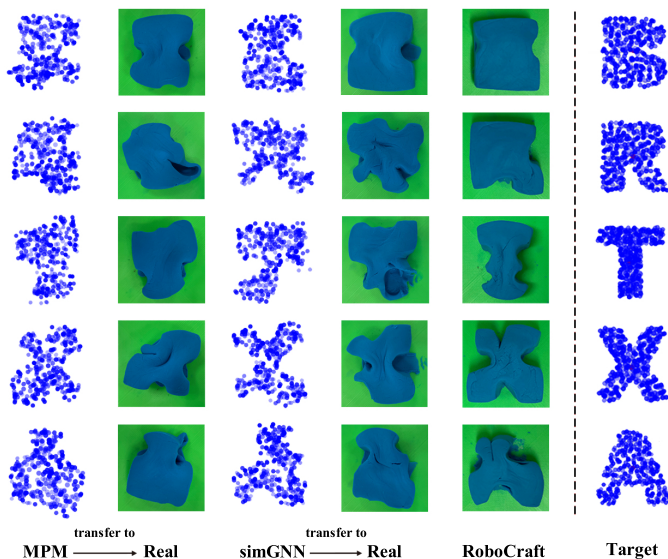 B
R
T
X
A
transfer to
transfer to
MPM Real simGNN Real RoboCraft Target